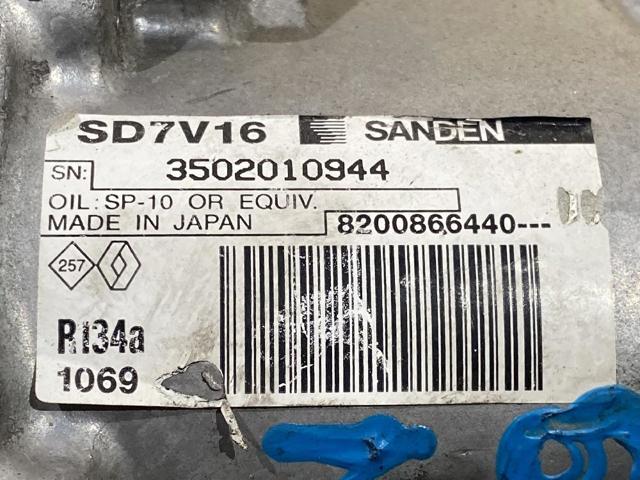 SD7V16 SANDEN
SN: 3502010944
OIL: SP-10 OR EQUIV.
MADE IN JAPAN 8200866440---
257
R134a
1069